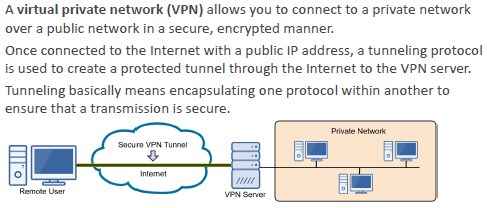 A virtual private network (VPN) allows you to connect to a private network
over a public network in a secure, encrypted manner.
Once connected to the Internet with a public IP address, a tunneling protocol
is used to create a protected tunnel through the Internet to the VPN server.
Tunneling basically means encapsulating one protocol within another to
ensure that a transmission is secure.
Private Network
Secure VPN Tunnel
Internet
Remote User
VPN Server